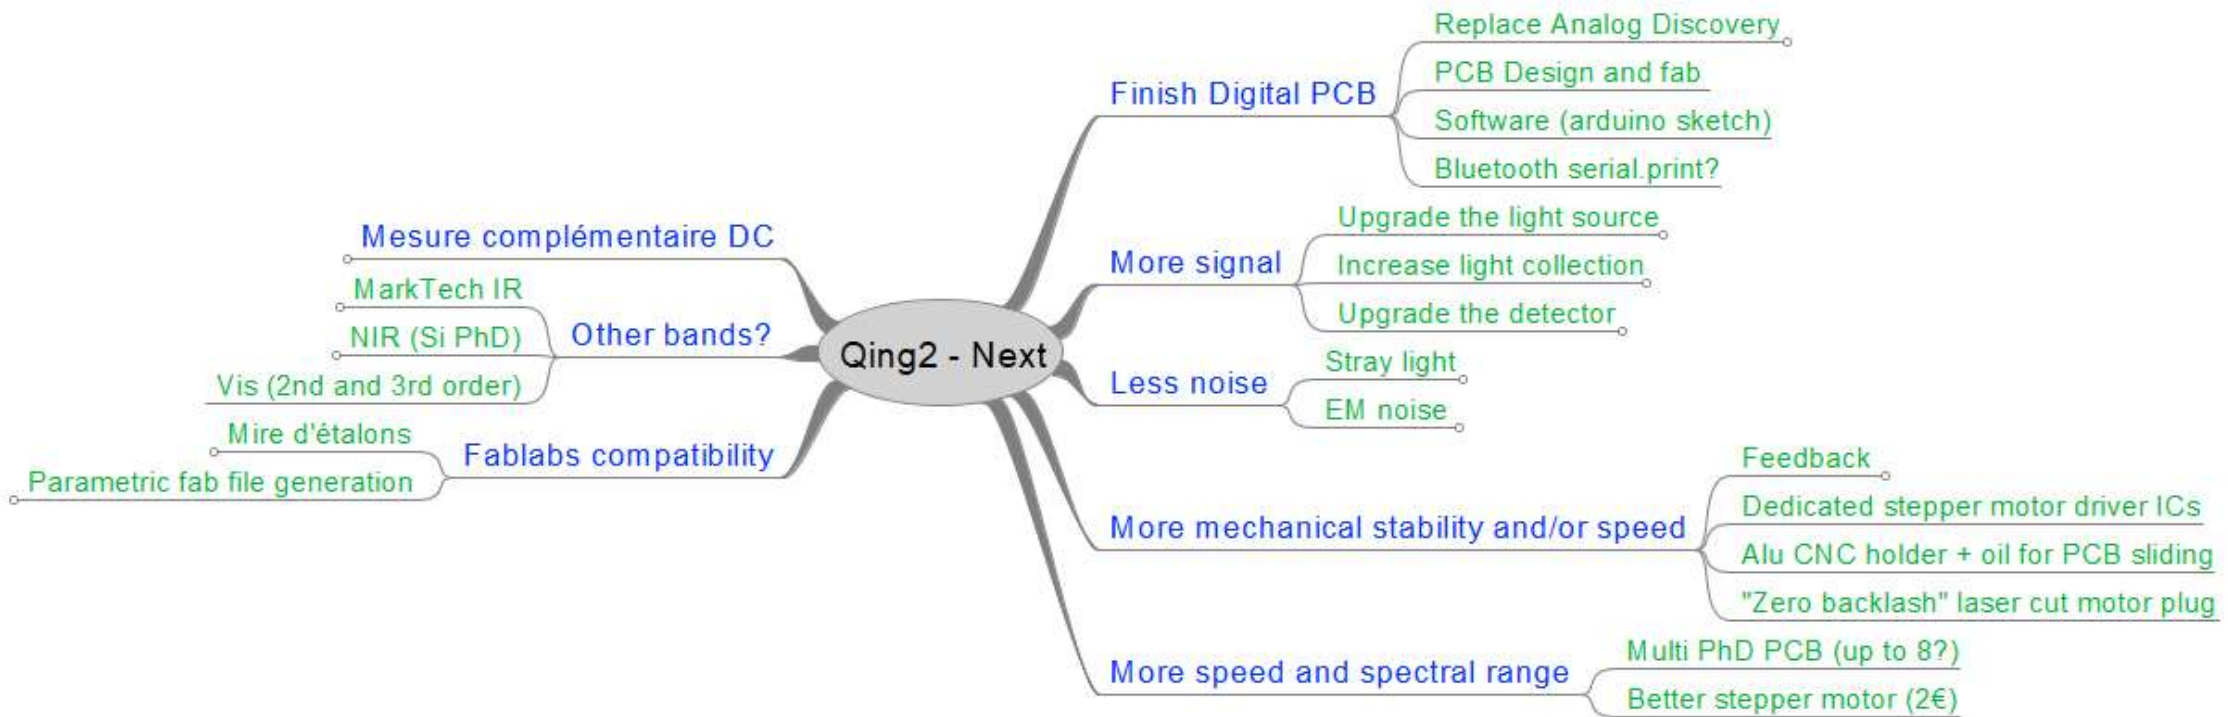 Qing2 - Next
Finish Digital PCB
Replace Analog Discovery
PCB Design and fab
Software (arduino sketch)
Bluetooth serial.print?
More signal
Upgrade the light source
Increase light collection
Upgrade the detector
Less noise
Stray light
EM noise
More mechanical stability and/or speed
Feedback
Dedicated stepper motor driver ICs
Alu CNC holder + oil for PCB sliding
"Zero backlash" laser cut motor plug
More speed and spectral range
Multi PhD PCB (up to 8?)
Better stepper motor (2€)
Mesure complémentaire DC
Other bands?
MarkTech IR
NIR (Si PhD)
Vis (2nd and 3rd order)
Fablabs compatibility
Mire d'étalons
Parametric fab file generation